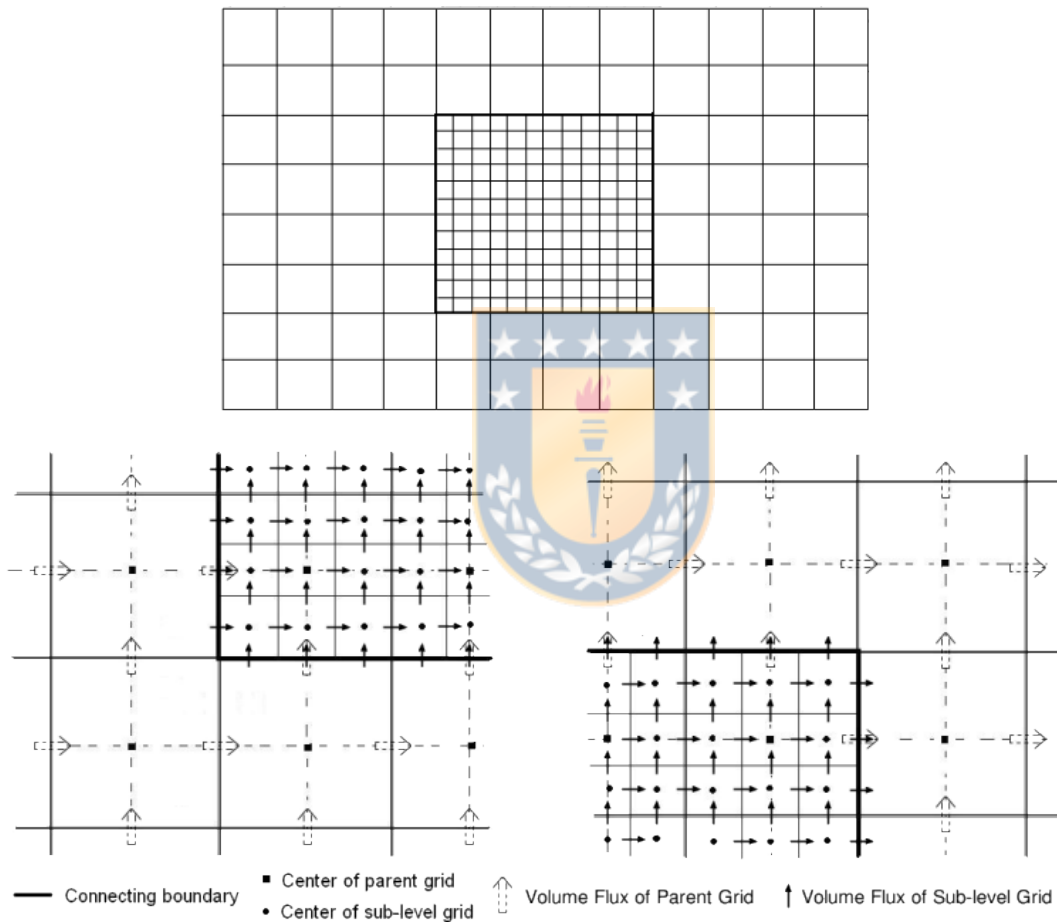 Connecting boundary
Center of parent grid
Center of sub-level grid
Volume Flux of Parent Grid
Volume Flux of Sub-level Grid